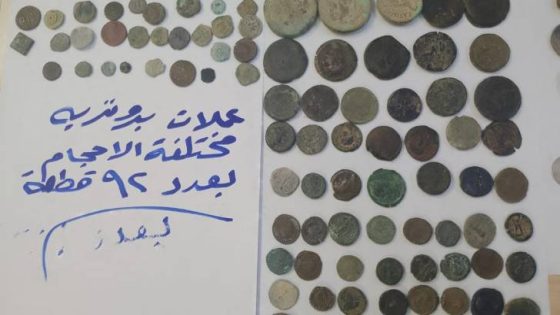 عملات برونزيه
مختلفة الاحجام
بعدد ٩٢ قطعة